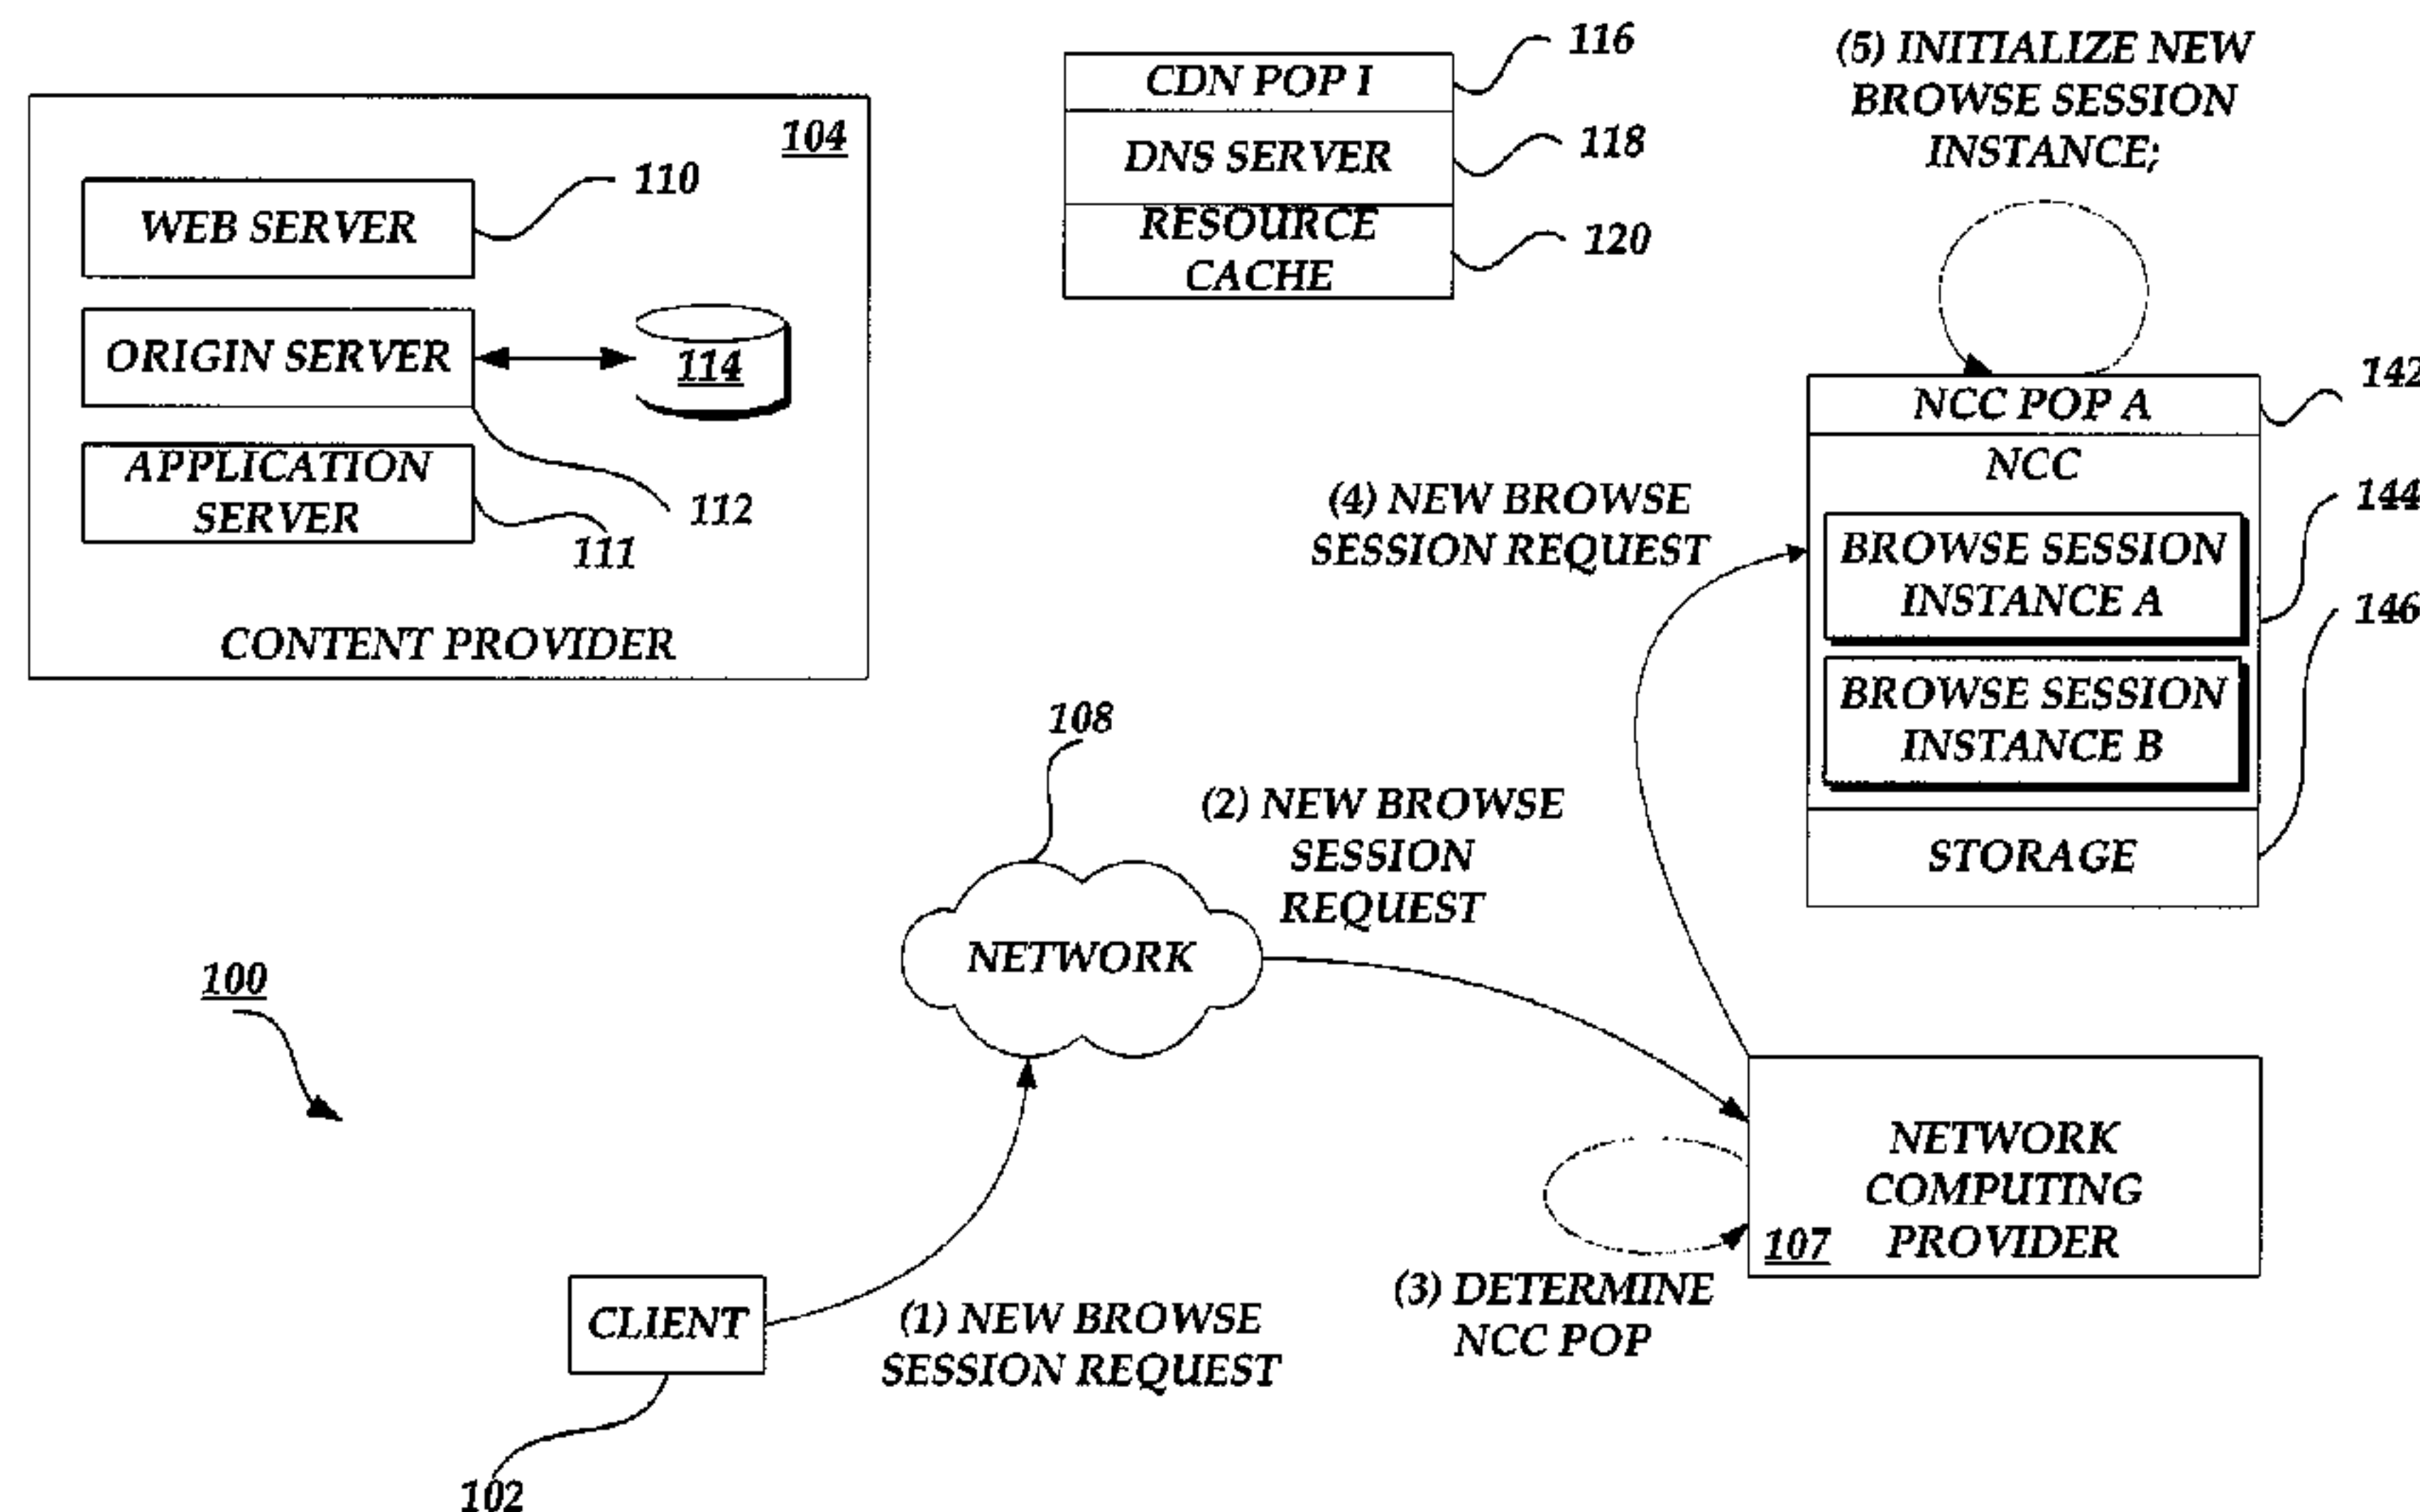 104
WEB SERVER
110
ORIGIN SERVER
114
APPLICATION
SERVER
112
111
CONTENT PROVIDER
CDN POP I
116
DNS SERVER
118
RESOURCE
CACHE
120
(5) INITIALIZE NEW
BROWSE SESSION
INSTANCE;
NCC POP A
142
NCC
144
BROWSE SESSION
INSTANCE A
146
BROWSE SESSION
INSTANCE B
STORAGE
(4) NEW BROWSE
SESSION REQUEST
108
(2) NEW BROWSE
SESSION
REQUEST
NETWORK
100
NETWORK
COMPUTING
PROVIDER
107
(3) DETERMINE
NCC POP
CLIENT
(1) NEW BROWSE
SESSION REQUEST
102